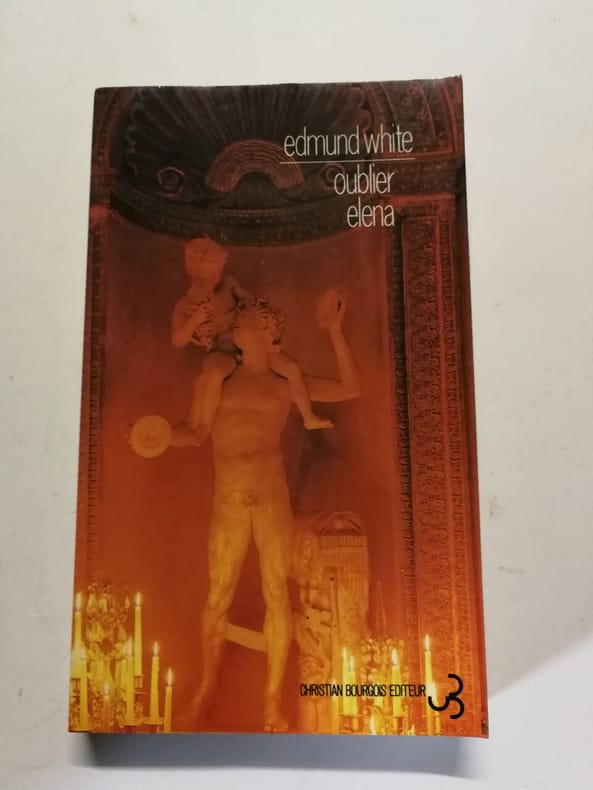 edmund white
oublier
elena
CHRISTIAN BOURGOIS EDITEUR